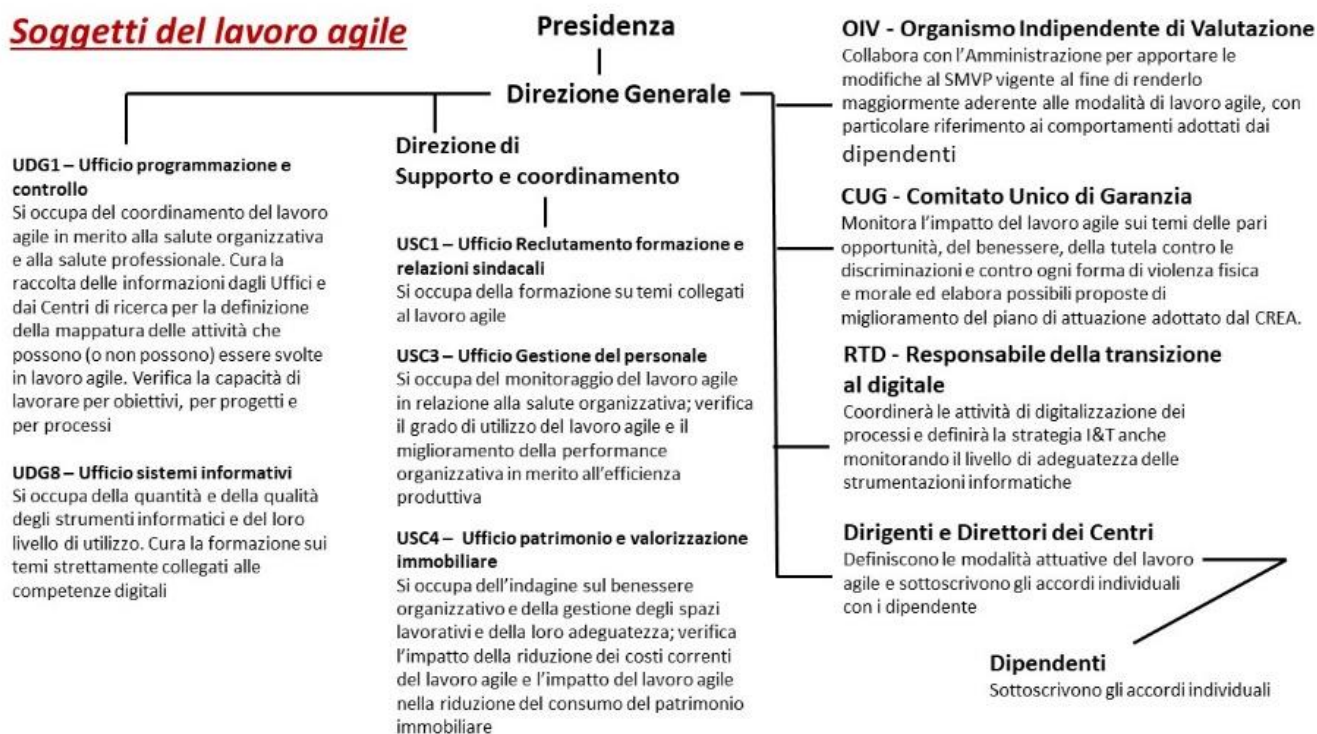 Soggetti del lavoro agile
Presidenza
Direzione Generale
UDG1 – Ufficio programmazione e
controllo
Si occupa del coordinamento del lavoro
agile in merito alla salute organizzativa
e alla salute professionale. Cura la
raccolta delle informazioni dagli Uffici e
dai Centri di ricerca per la definizione
della mappatura delle attività che
possono (o non possono) essere svolte
in lavoro agile. Verifica la capacità di
lavorare per obiettivi, per progetti e
per processi
UDG8 – Ufficio sistemi informativi
Si occupa della quantità e della qualità
degli strumenti informatici e del loro
livello di utilizzo. Cura la formazione sui
temi strettamente collegati alle
competenze digitali
Direzione di
Supporto e coordinamento
USC1 – Ufficio Reclutamento formazione e
relazioni sindacali
Si occupa della formazione su temi collegati
al lavoro agile
USC3 – Ufficio Gestione del personale
Si occupa del monitoraggio del lavoro agile
in relazione alla salute organizzativa; verifica
il grado di utilizzo del lavoro agile e il
miglioramento della performance
organizzativa in merito all'efficienza
produttiva
USC4 – Ufficio patrimonio e valorizzazione
immobiliare
Si occupa dell'indagine sul benessere
organizzativo e della gestione degli spazi
lavorativi e della loro adeguatezza; verifica
l'impatto della riduzione dei costi correnti
del lavoro agile e l'impatto del lavoro agile
nella riduzione del consumo del patrimonio
immobiliare
OIV - Organismo Indipendente di Valutazione
Collabora con l'Amministrazione per apportare le
modifiche al SMVP vigente al fine di renderlo
maggiormente aderente alle modalità di lavoro agile, con
particolare riferimento ai comportamenti adottati dai
dipendenti
CUG - Comitato Unico di Garanzia
Monitora l'impatto del lavoro agile sui temi delle pari
opportunità, del benessere, della tutela contro le
discriminazioni e contro ogni forma di violenza fisica
e morale ed elabora possibili proposte di
miglioramento del piano di attuazione adottato dal CREA.
RTD - Responsabile della transizione
al digitale
Coordinerà le attività di digitalizzazione dei
processi e definirà la strategia I&T anche
monitorando il livello di adeguatezza delle
strumentazioni informatiche
Dirigenti e Direttori dei Centri
Definiscono le modalità attuative del lavoro
agile e sottoscrivono gli accordi individuali
con i dipendente
Dipendenti
Sottoscrivono gli accordi individuali